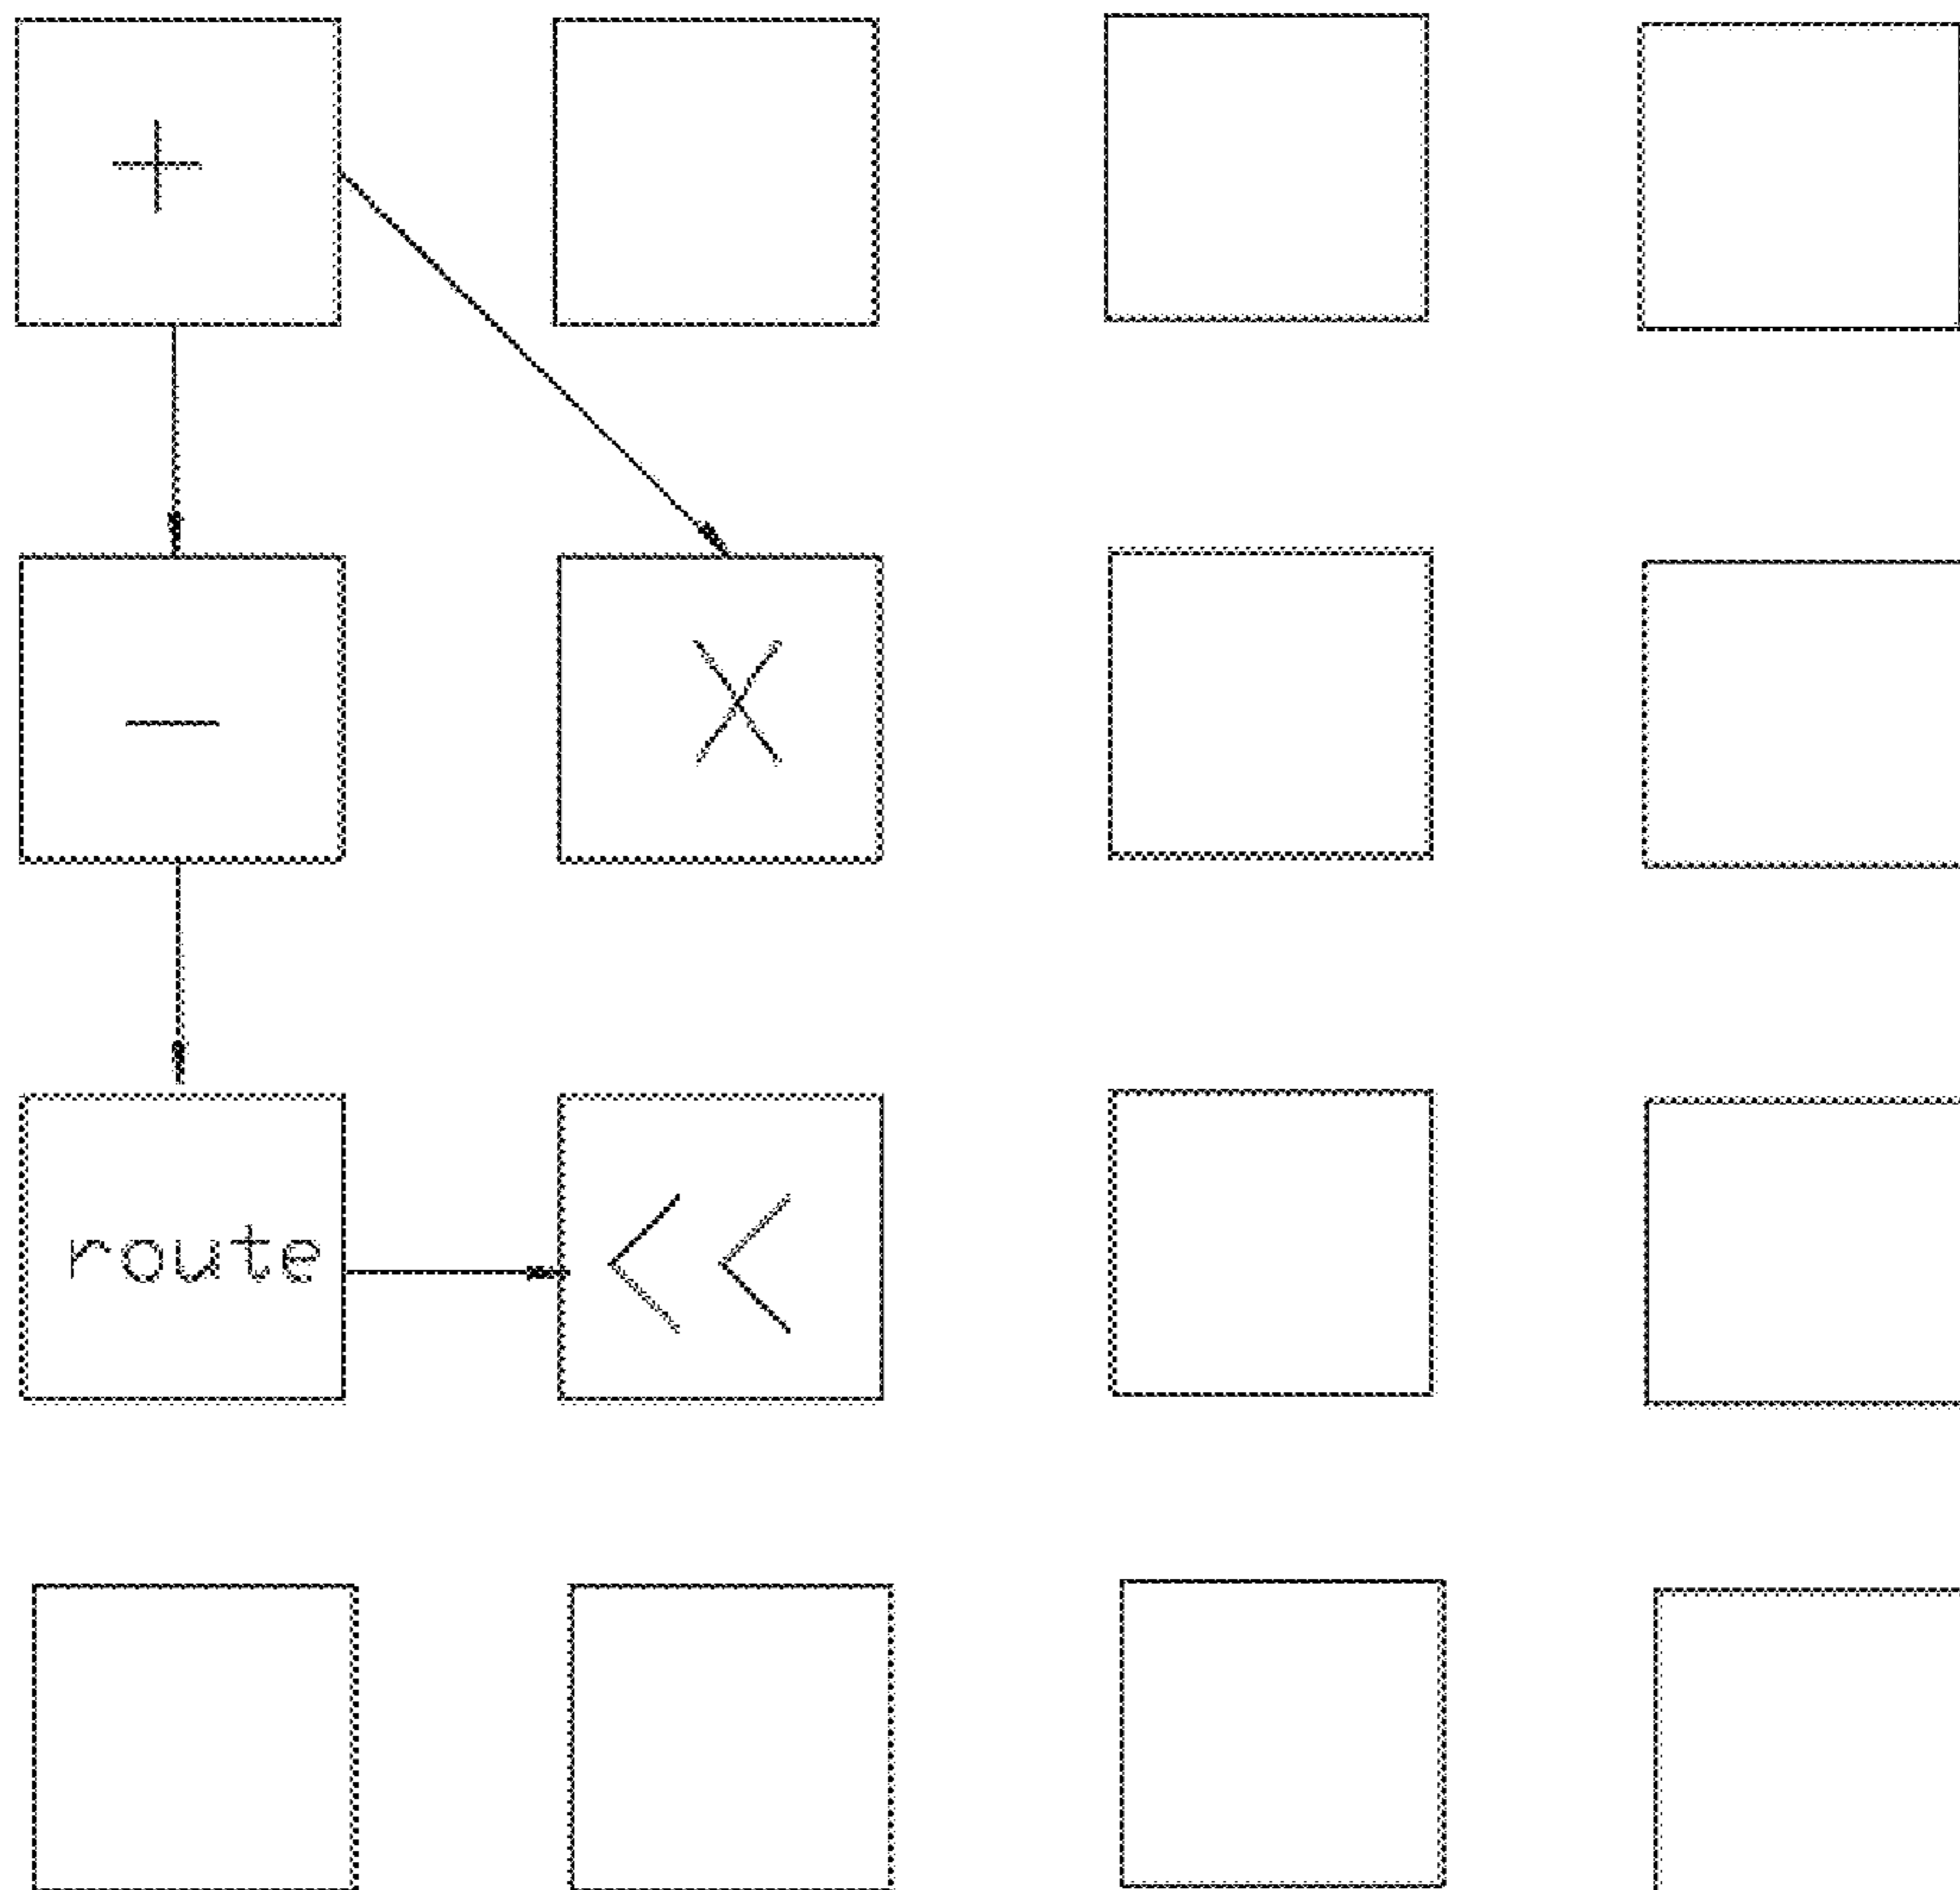 +
— X
route <<